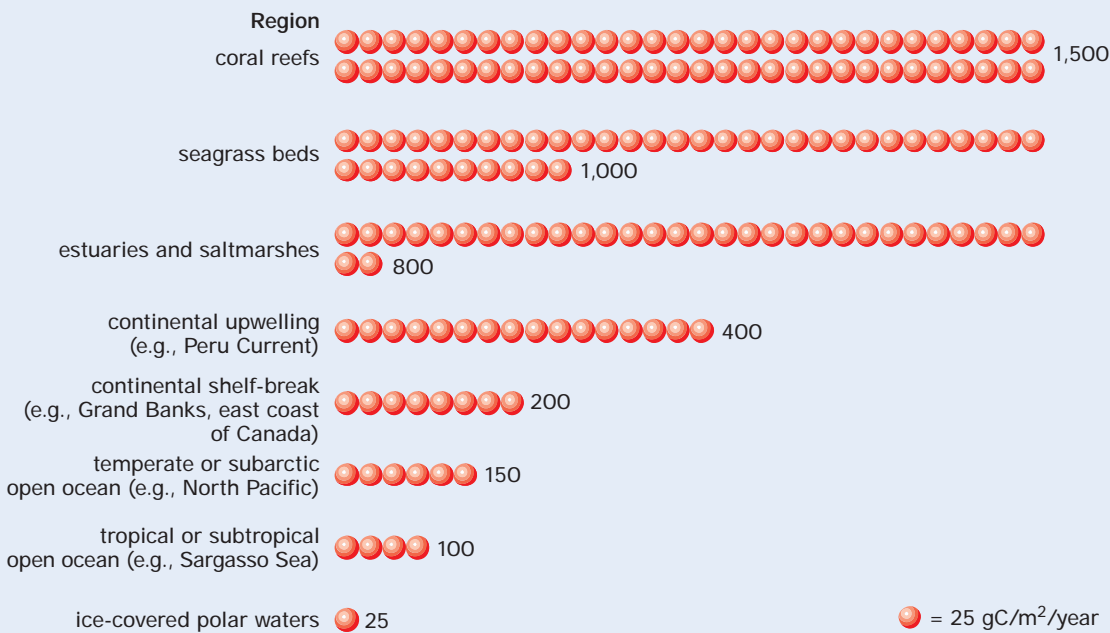 Region
coral reefs
1,500
seagrass beds
1,000
estuaries and saltmarshes
800
continental upwelling
(e.g., Peru Current)
400
continental shelf-break
(e.g., Grand Banks, east coast
of Canada)
200
temperate or subarctic
open ocean (e.g., North Pacific)
150
tropical or subtropical
open ocean (e.g., Sargasso Sea)
100
ice-covered polar waters
25
= 25 gC/m²/year